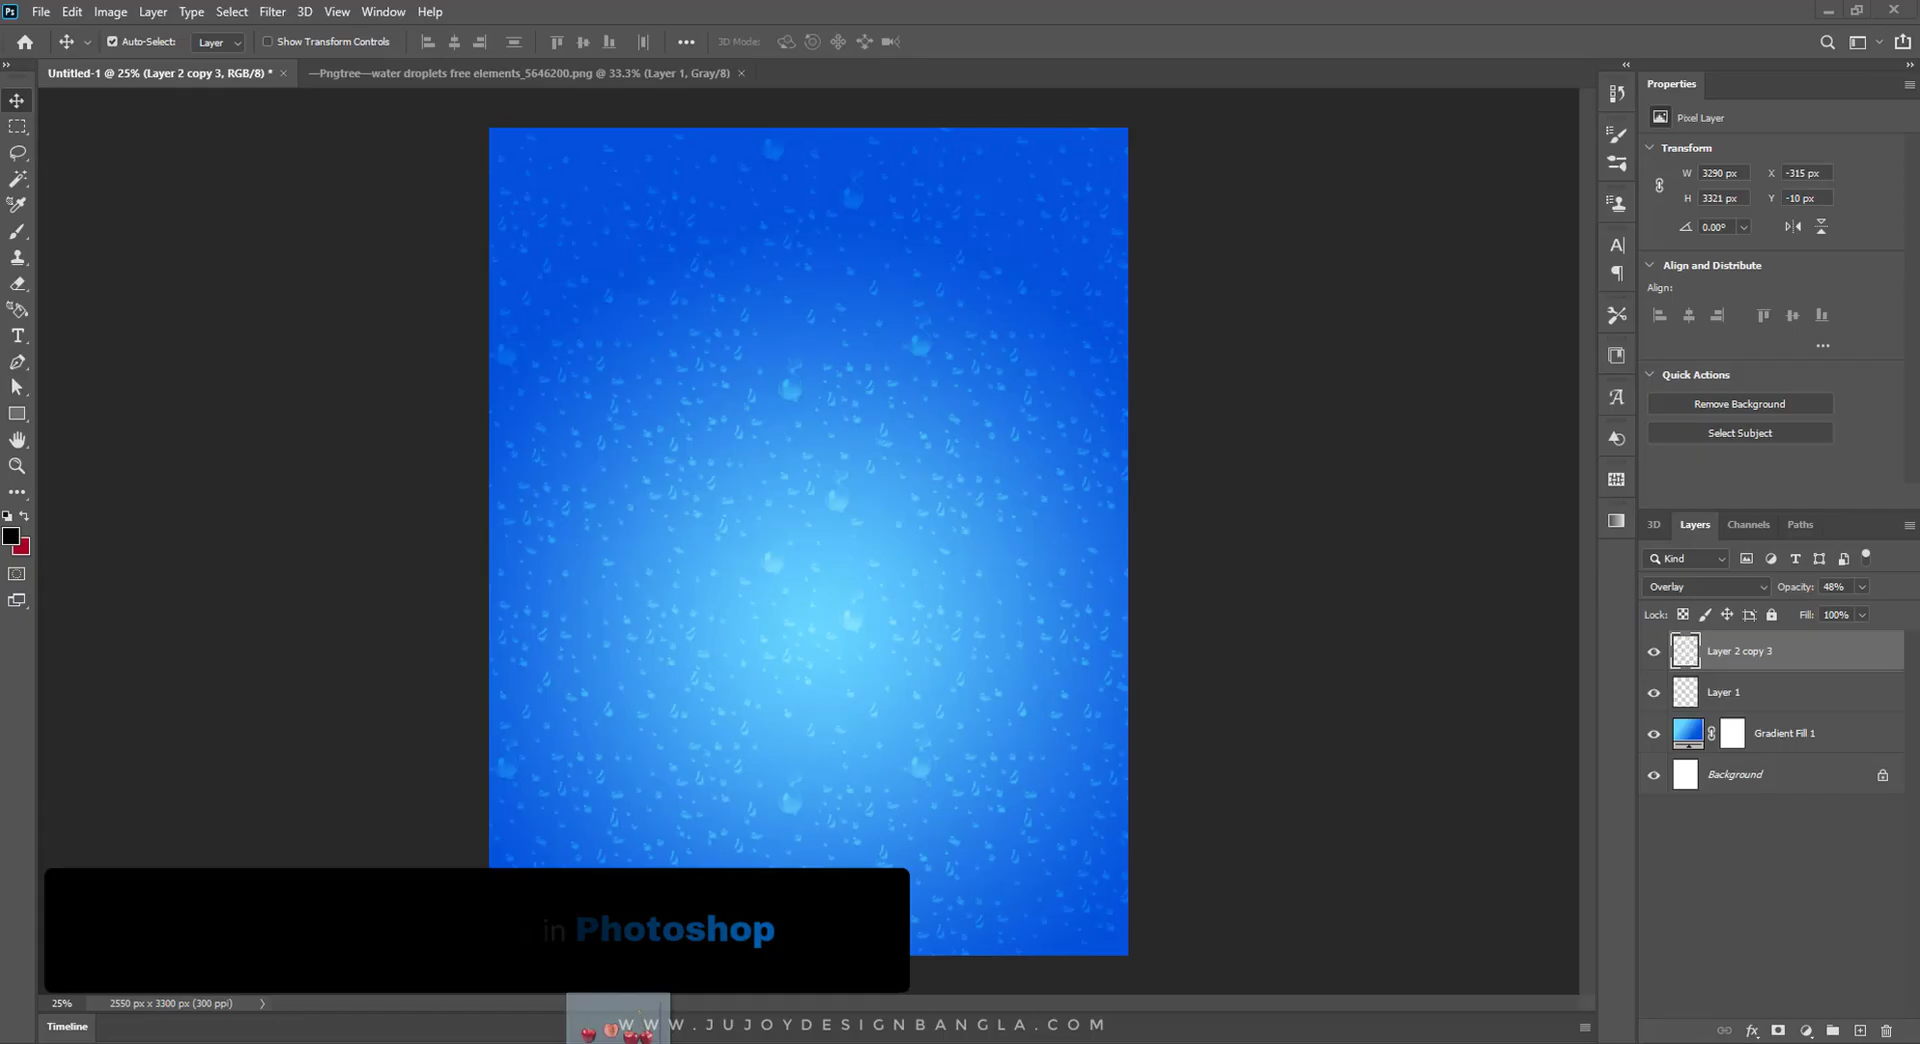 Ps File Edit Image Layer Type Select Filter 3D View Window Help
Auto-Select: Layer Show Transform Controls 3D Mode:
Untitled-1 @ 25% (Layer 2 copy 3, RGB/8) * × —Pngtree—water droplets free elements_5646200.png @ 33.3% (Layer 1, Gray/8) ×
Properties
Pixel Layer
Transform
W 3290 px X -315 px
H 3321 px Y -10 px
0.00°
Align and Distribute
Align:
Quick Actions
Remove Background
Select Subject
3D Layers Channels Paths
Kind
Overlay Opacity: 48%
Lock: Fill: 100%
Layer 2 copy 3
Layer 1
Gradient Fill 1
Background
in Photoshop
25% 2550 px x 3300 px (300 ppi)
Timeline
WWW.JUJOYDESIGNBANGLA.COM